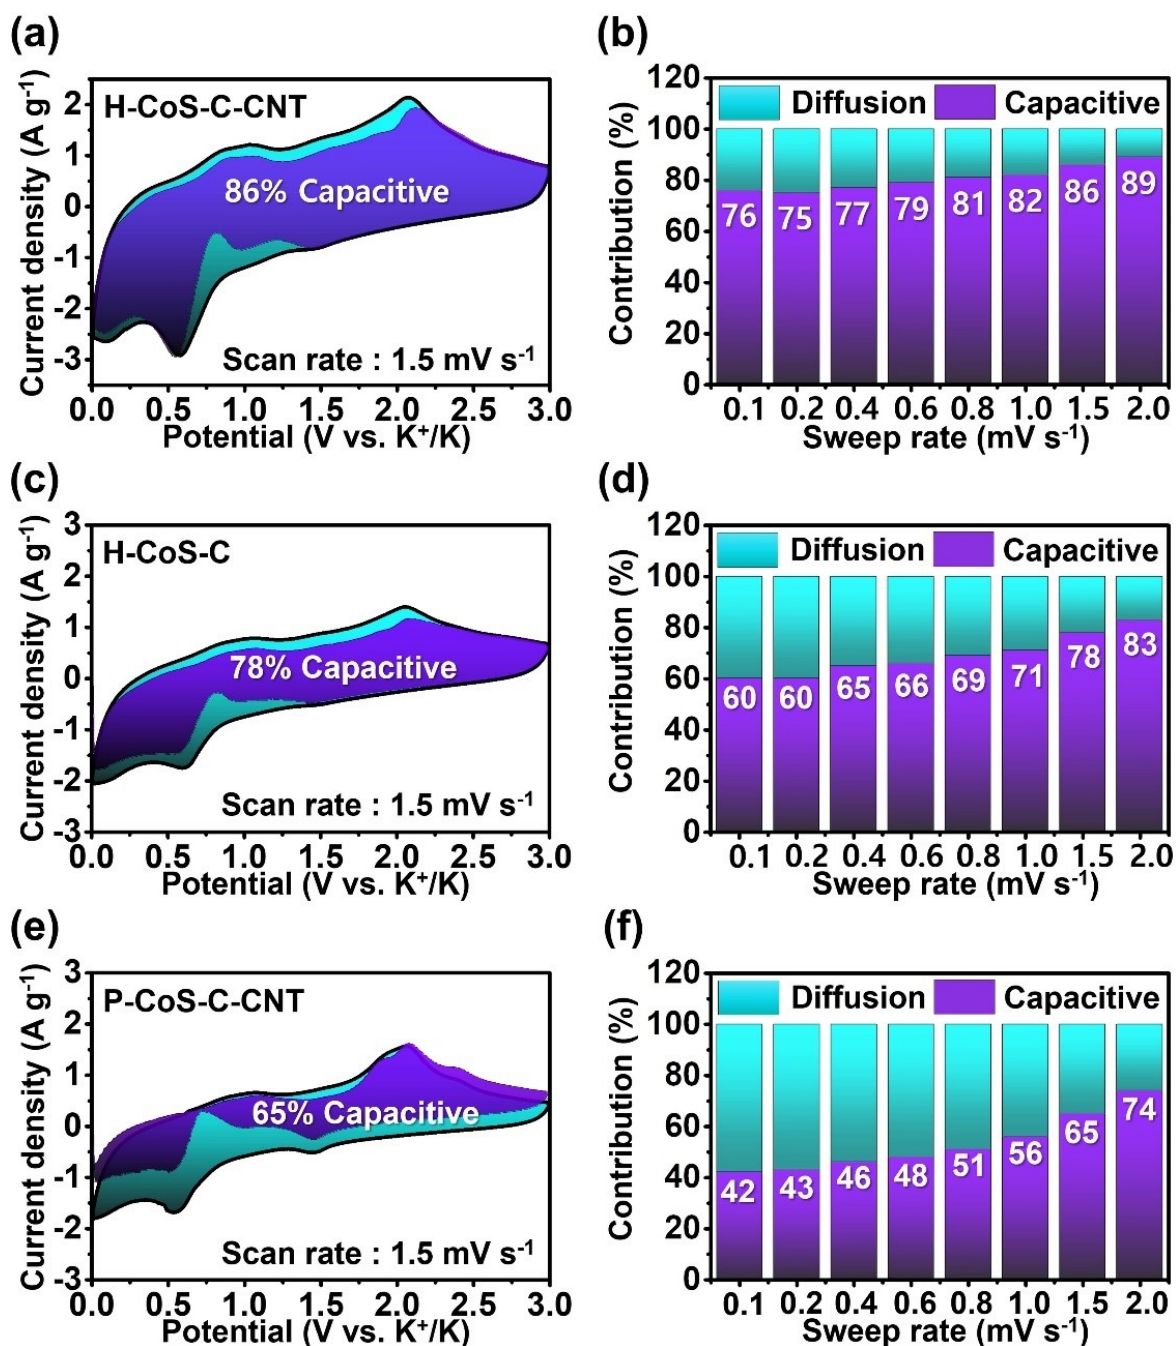 (a)
Current density (A g⁻¹)
2
1
0
-1
-2
-3
H-CoS-C-CNT
86% Capacitive
Scan rate : 1.5 mV s⁻¹
0.0 0.5 1.0 1.5 2.0 2.5 3.0
Potential (V vs. K⁺/K)
(b)
Contribution (%)
120
100
80
60
40
20
0
Diffusion Capacitive
76 75 77 79 81 82 86 89
0.1 0.2 0.4 0.6 0.8 1.0 1.5 2.0
Sweep rate (mV s⁻¹)
(c)
Current density (A g⁻¹)
3
2
1
0
-1
-2
-3
H-CoS-C
78% Capacitive
Scan rate : 1.5 mV s⁻¹
0.0 0.5 1.0 1.5 2.0 2.5 3.0
Potential (V vs. K⁺/K)
(d)
Contribution (%)
120
100
80
60
40
20
0
Diffusion Capacitive
60 60 65 66 69 71 78 83
0.1 0.2 0.4 0.6 0.8 1.0 1.5 2.0
Sweep rate (mV s⁻¹)
(e)
Current density (A g⁻¹)
3
2
1
0
-1
-2
-3
P-CoS-C-CNT
65% Capacitive
Scan rate : 1.5 mV s⁻¹
0.0 0.5 1.0 1.5 2.0 2.5 3.0
Potential (V vs. K⁺/K)
(f)
Contribution (%)
120
100
80
60
40
20
0
Diffusion Capacitive
42 43 46 48 51 56 65 74
0.1 0.2 0.4 0.6 0.8 1.0 1.5 2.0
Sweep rate (mV s⁻¹)